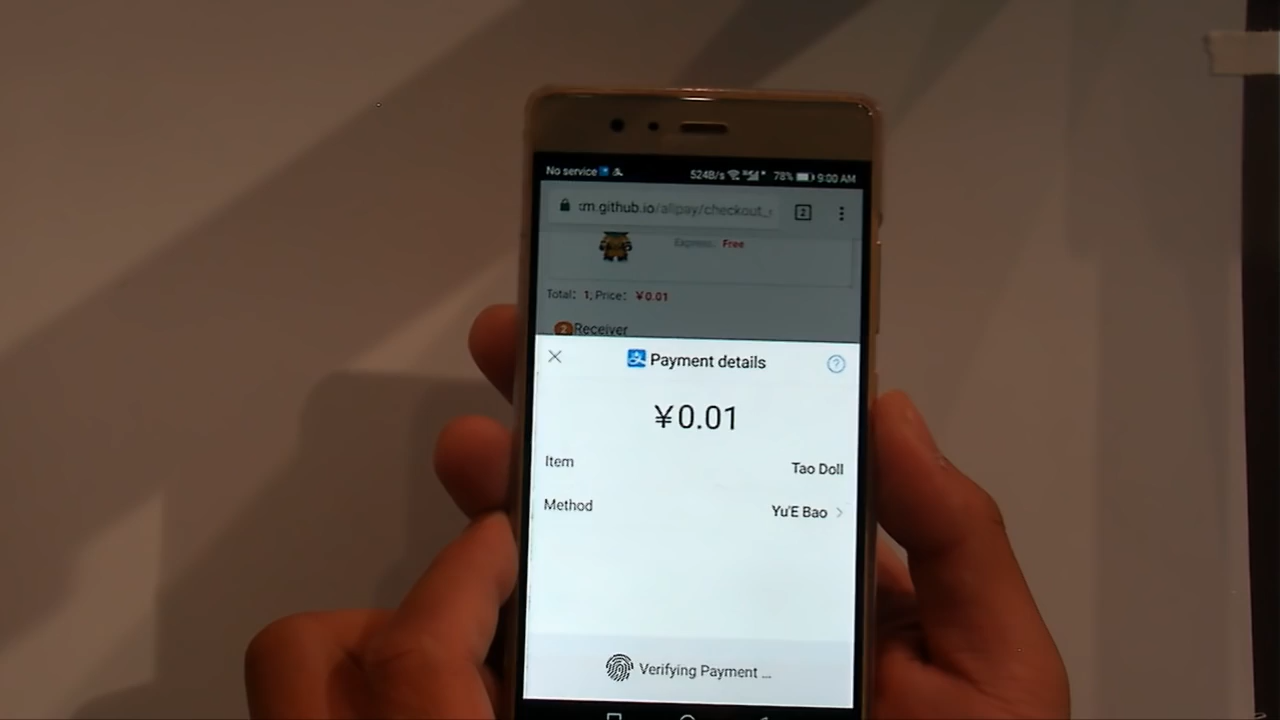 No service 524B/s 78% 9:00 AM
:m.github.io/alipay/checkout_ 2
Express: Free
Total: 1, Price: ￥0.01
2 Receiver
Payment details
￥0.01
Item Tao Doll
Method Yu'E Bao
Verifying Payment ...